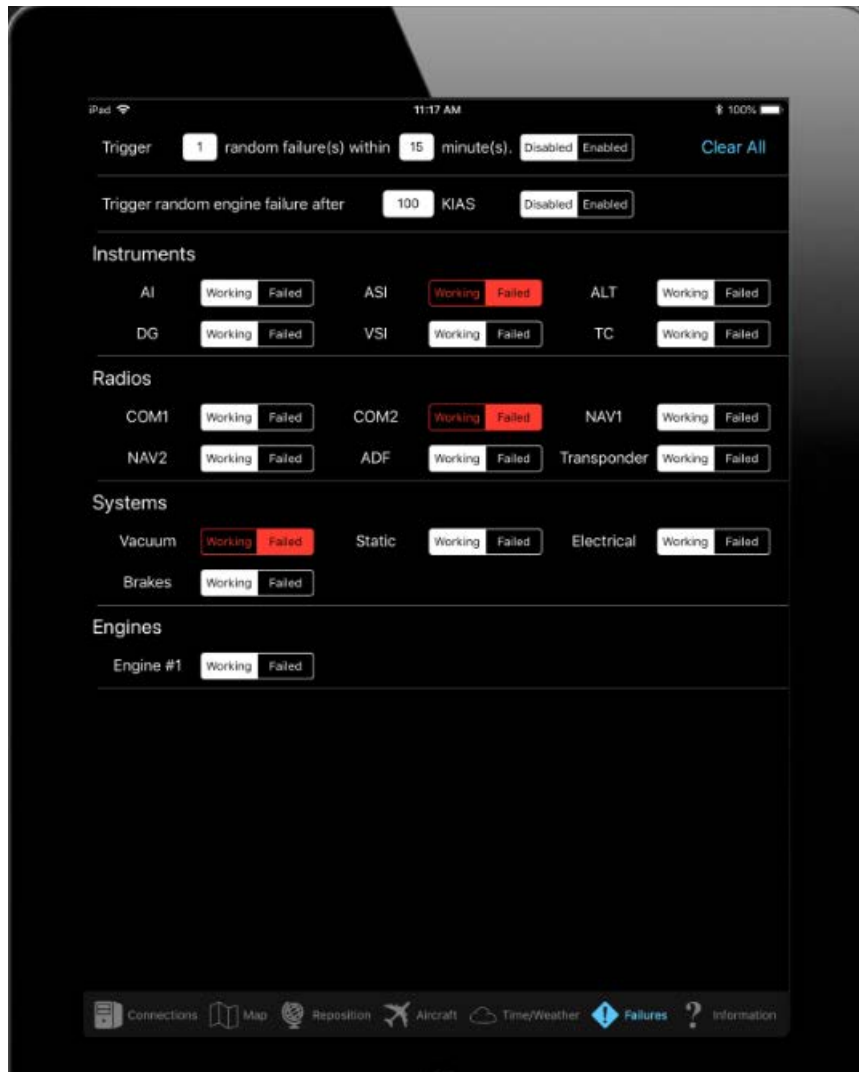 iPad 11:17 AM 100%
Trigger 1 random failure(s) within 15 minute(s). Disabled Enabled Clear All
Trigger random engine failure after 100 KIAS Disabled Enabled
Instruments
AI Working Failed ASI Working Failed ALT Working Failed
DG Working Failed VSI Working Failed TC Working Failed
Radios
COM1 Working Failed COM2 Working Failed NAV1 Working Failed
NAV2 Working Failed ADF Working Failed Transponder Working Failed
Systems
Vacuum Working Failed Static Working Failed Electrical Working Failed
Brakes Working Failed
Engines
Engine #1 Working Failed
Connections Map Reposition Aircraft Time/Weather Failures Information